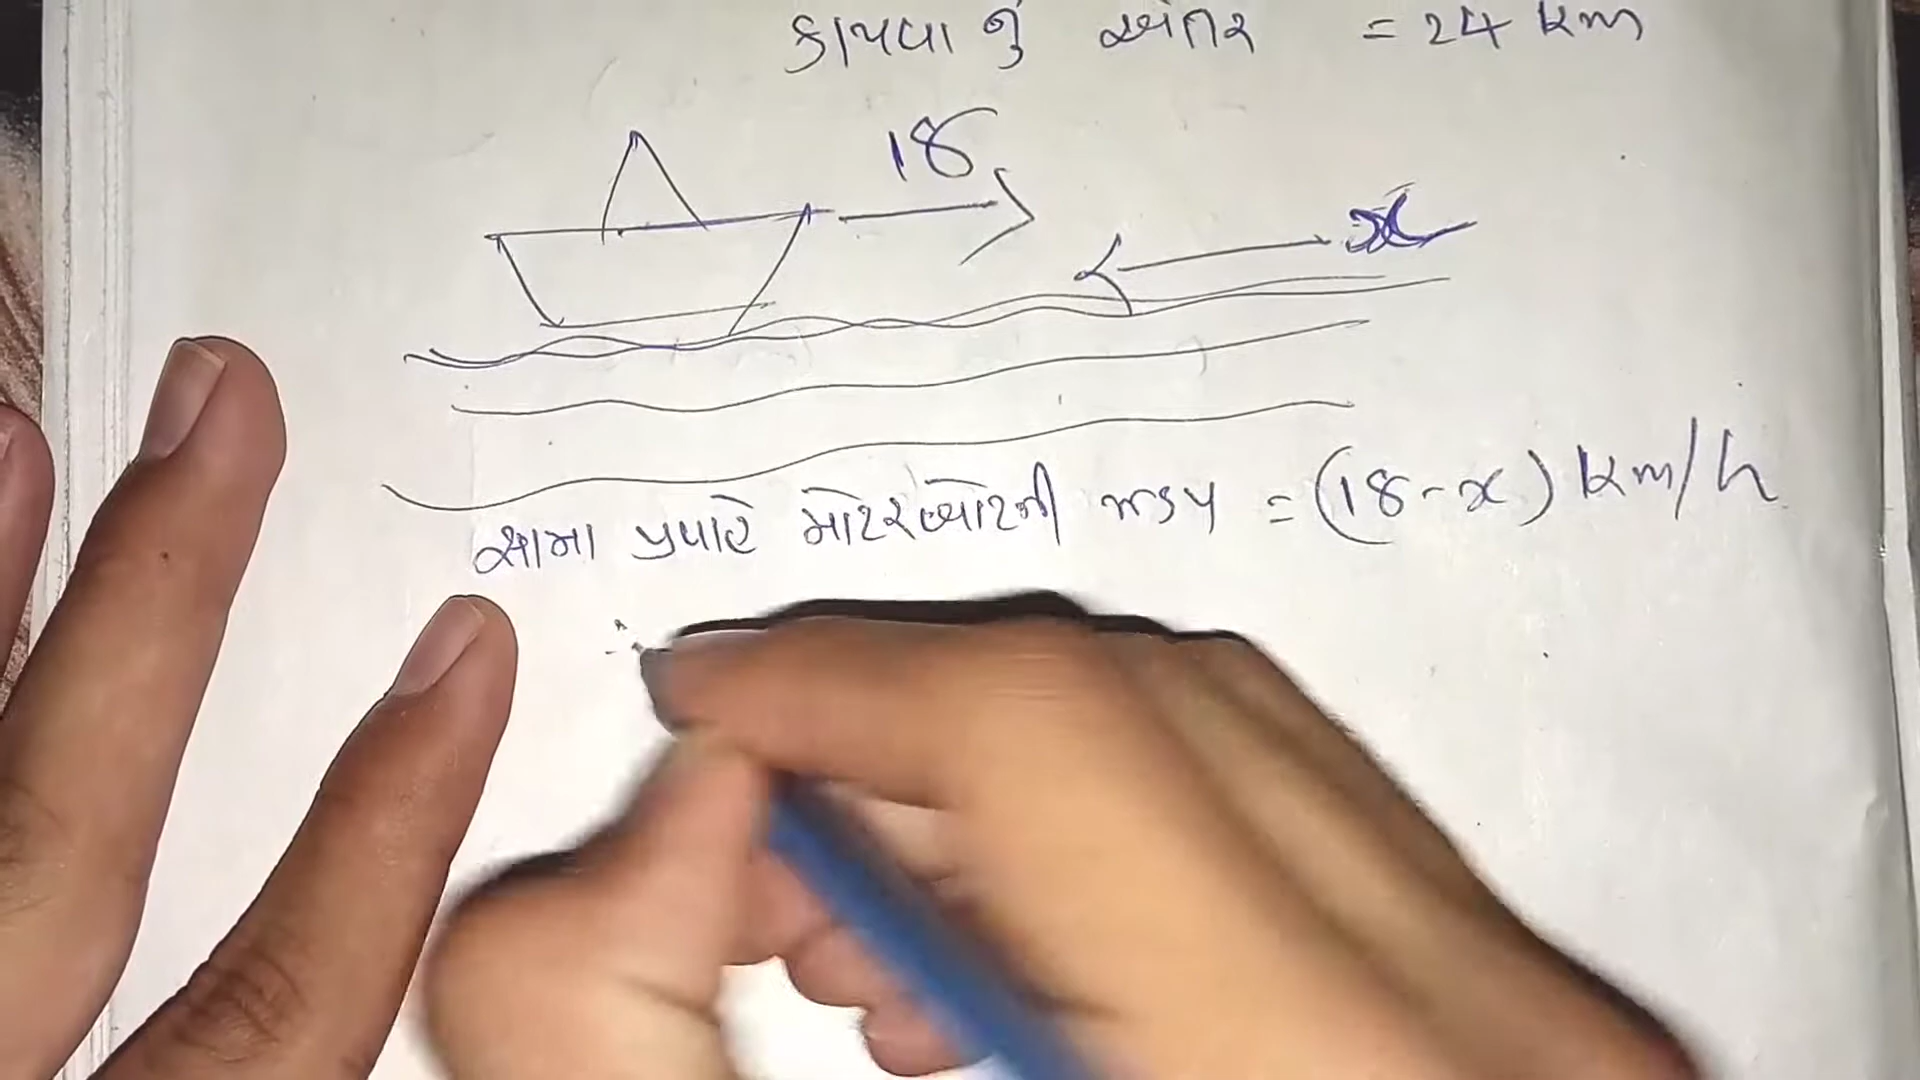 કાપવા નું અંતર = 24 km
18
x
સામા પ્રવાહે મોટરબોટની ઝડપ = (18-x) km/h